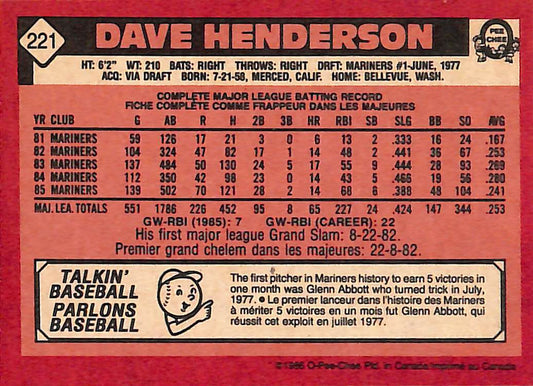 221
DAVE HENDERSON
O
PEE
CHEE
HT: 6'2" WT: 210 BATS: RIGHT THROWS: RIGHT DRFT: MARINERS #1-JUNE, 1977
ACQ: VIA DRAFT BORN: 7-21-58, MERCED, CALIF. HOME: BELLEVUE, WASH.
COMPLETE MAJOR LEAGUE BATTING RECORD
FICHE COMPLÈTE COMME FRAPPEUR DANS LES MAJEURES
YR CLUB G AB R H 2B 3B HR RBI SB SLG BB SO AVG
81 MARINERS 59 126 17 21 3 0 6 13 2 .333 16 24 .167
82 MARINERS 104 324 47 82 17 1 14 48 2 .441 36 67 .253
83 MARINERS 137 484 50 130 24 5 17 55 9 .444 28 93 .269
84 MARINERS 112 350 42 98 23 0 14 43 5 .466 19 56 .280
85 MARINERS 139 502 70 121 28 2 14 68 6 .388 48 104 .241
MAJ. LEA. TOTALS 551 1786 226 452 95 8 65 227 24 .424 147 344 .253
GW-RBI (1985): 7 GW-RBI (CAREER): 22
His first major league Grand Slam: 8-22-82.
Premier grand chelem dans les majeures: 22-8-82.
TALKIN'
BASEBALL
PARLONS
BASEBALL
The first pitcher in Mariners history to earn 5 victories in
one month was Glenn Abbott who turned trick in July,
1977. ● Le premier lanceur dans l'histoire des Mariners
à mériter 5 victoires en un mois fut Glenn Abbott, qui
réussit cet exploit en juillet 1977.
©1986 O-Pee-Chee Ptd. in Canada/Imprimé au Canada